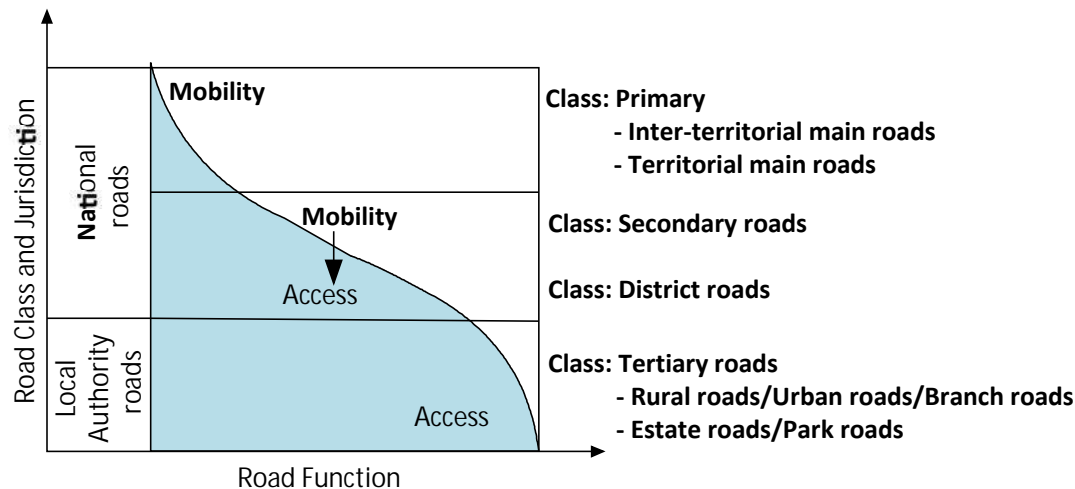 Road Class and Jurisdiction
National
roads
Local
Authority
roads
Mobility
Mobility
Access
Access
Class: Primary
- Inter-territorial main roads
- Territorial main roads
Class: Secondary roads
Class: District roads
Class: Tertiary roads
- Rural roads/Urban roads/Branch roads
- Estate roads/Park roads
Road Function